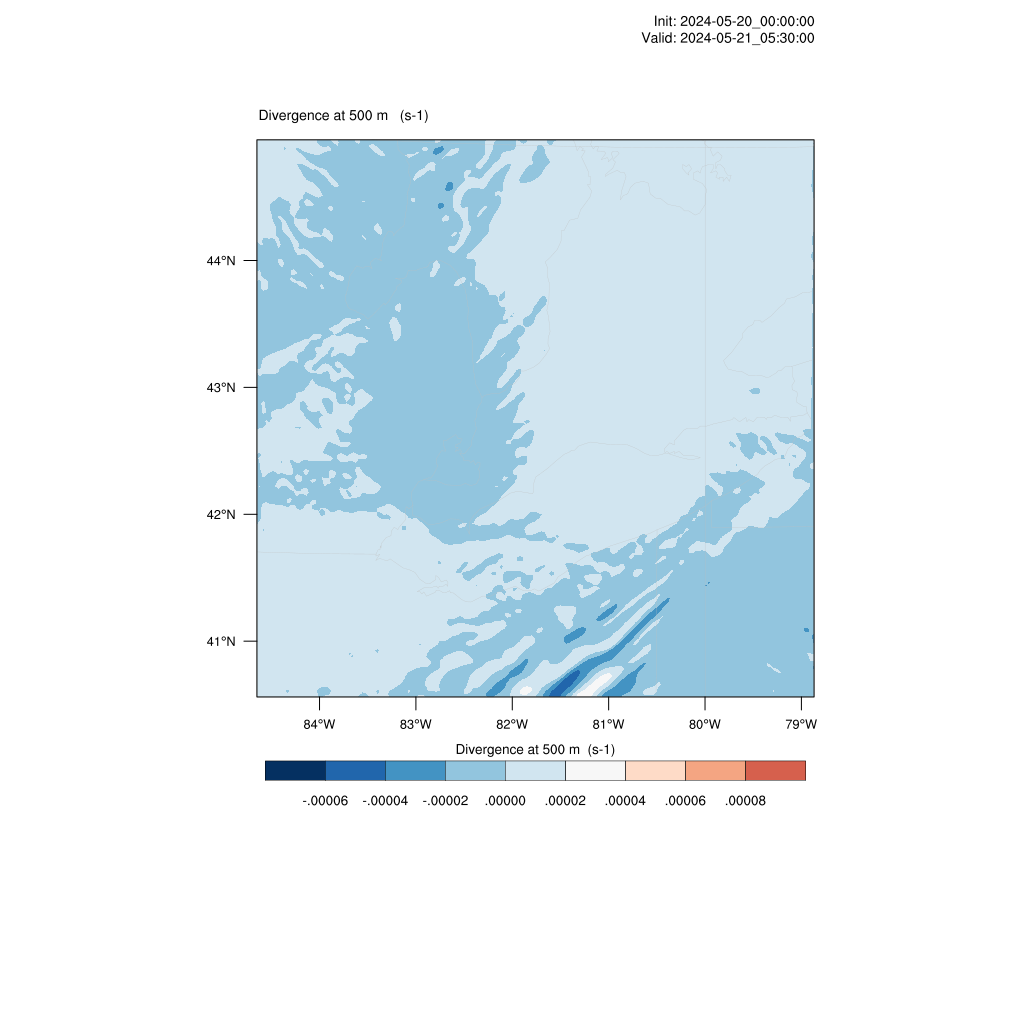 Init: 2024-05-20_00:00:00
Valid: 2024-05-21_05:30:00
Divergence at 500 m (s-1)
44°N
43°N
42°N
41°N
84°W 83°W 82°W 81°W 80°W 79°W
Divergence at 500 m (s-1)
-.00006 -.00004 -.00002 .00000 .00002 .00004 .00006 .00008